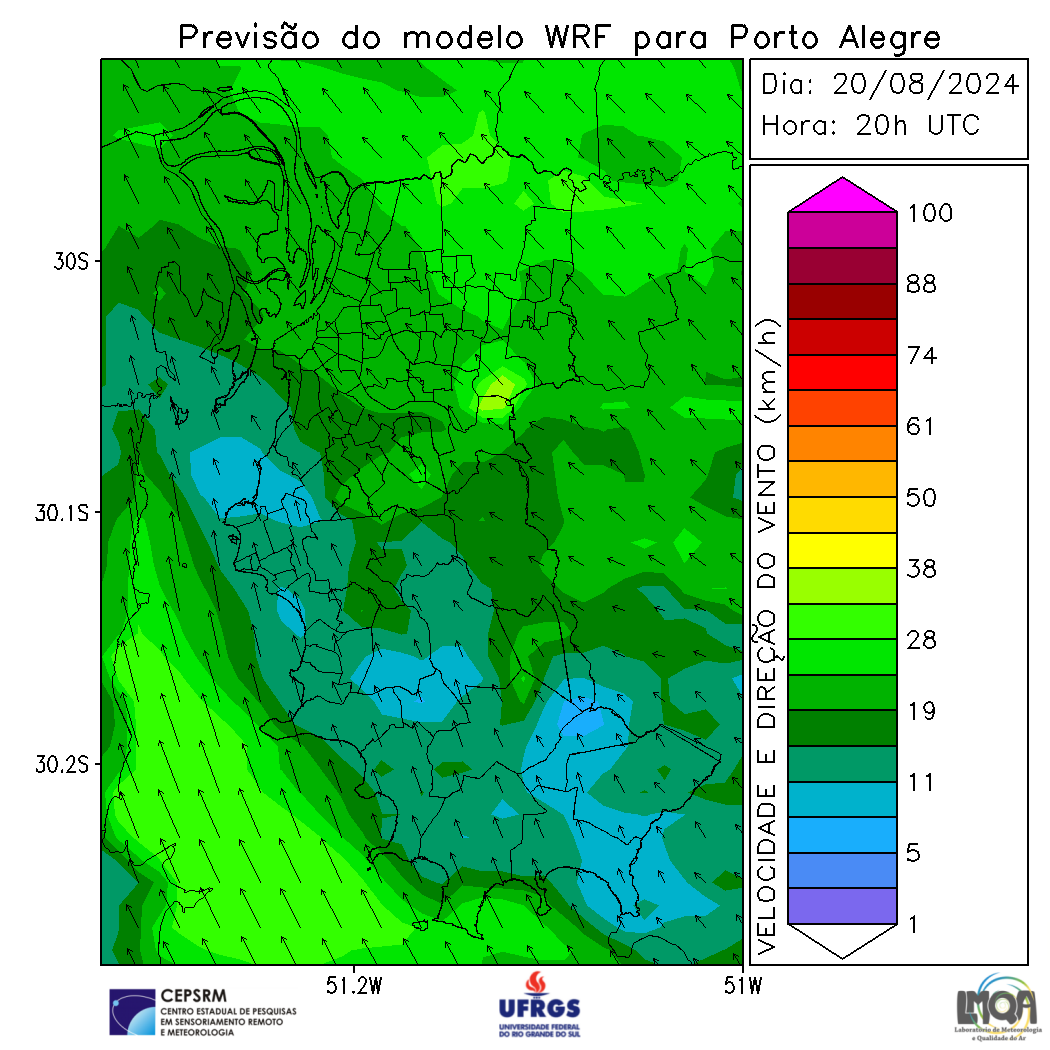 Previsão do modelo WRF para Porto Alegre
Dia: 20/08/2024
Hora: 20h UTC
30S
30.1S
30.2S
51.2W
51W
VELOCIDADE E DIREÇÃO DO VENTO (km/h)
100
88
74
61
50
38
28
19
11
5
1
CEPSRM
CENTRO ESTADUAL DE PESQUISAS
EM SENSORIAMENTO REMOTO
E METEOROLOGIA
UFRGS
UNIVERSIDADE FEDERAL
DO RIO GRANDE DO SUL
LMQA
Laboratório de Meteorologia
e Qualidade do Ar